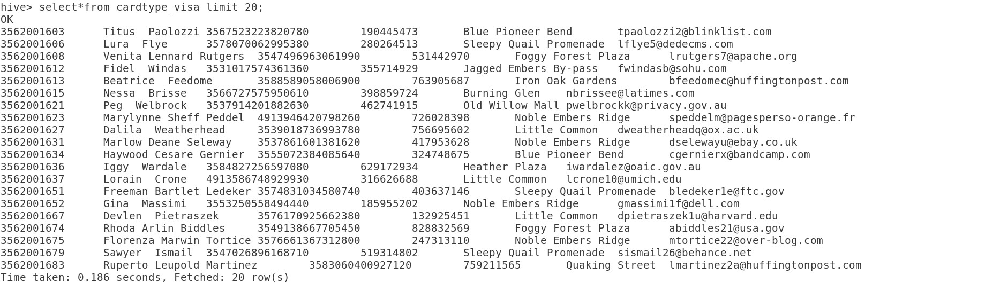 hive> select*from cardtype_visa limit 20;
OK
3562001603	Titus  Paolozzi	3567523223820780	190445473	Blue Pioneer Bend	tpaolozzi2@blinklist.com
3562001606	Lura  Flye	3578070062995380	280264513	Sleepy Quail Promenade	lflye5@dedecms.com
3562001608	Venita Lennard Rutgers	3547496963061990	531442970	Foggy Forest Plaza	lrutgers7@apache.org
3562001612	Fidel  Windas	3531017574361360	355714929	Jagged Embers By-pass	fwindasb@sohu.com
3562001613	Beatrice  Feedome	3588589058006900	763905687	Iron Oak Gardens	bfeedomec@huffingtonpost.com
3562001615	Nessa  Brisse	3566727575950610	398859724	Burning Glen	nbrissee@latimes.com
3562001621	Peg  Welbrock	3537914201882630	462741915	Old Willow Mall	pwelbrockk@privacy.gov.au
3562001623	Marylynne Sheff Peddel	4913946420798260	726028398	Noble Embers Ridge	speddelm@pagesperso-orange.fr
3562001627	Dalila  Weatherhead	3539018736993780	756695602	Little Common	dweatherheadq@ox.ac.uk
3562001631	Marlow Deane Seleway	3537861601381620	417953628	Noble Embers Ridge	dselewayu@ebay.co.uk
3562001634	Haywood Cesare Gernier	3555072384085640	324748675	Blue Pioneer Bend	cgernierx@bandcamp.com
3562001636	Iggy  Wardale	3584827256597080	629172934	Heather Plaza	iwardalez@oaic.gov.au
3562001637	Lorain  Crone	4913586748929930	316626688	Little Common	lcrone10@umich.edu
3562001651	Freeman Bartlet Ledeker	3574831034580740	403637146	Sleepy Quail Promenade	bledeker1e@ftc.gov
3562001652	Gina  Massimi	3553250558494440	185955202	Noble Embers Ridge	gmassimi1f@dell.com
3562001667	Devlen  Pietraszek	3576170925662380	132925451	Little Common	dpietraszek1u@harvard.edu
3562001674	Rhoda Arlin Biddles	3549138667705450	828832569	Foggy Forest Plaza	abiddles21@usa.gov
3562001675	Florenza Marwin Tortice	3576661367312800	247313110	Noble Embers Ridge	mtortice22@over-blog.com
3562001679	Sawyer  Ismail	3547026896168710	519314802	Sleepy Quail Promenade	sismail26@behance.net
3562001683	Ruperto Leupold Martinez	3583060400927120	759211565	Quaking Street	lmartinez2a@huffingtonpost.com
Time taken: 0.186 seconds, Fetched: 20 row(s)